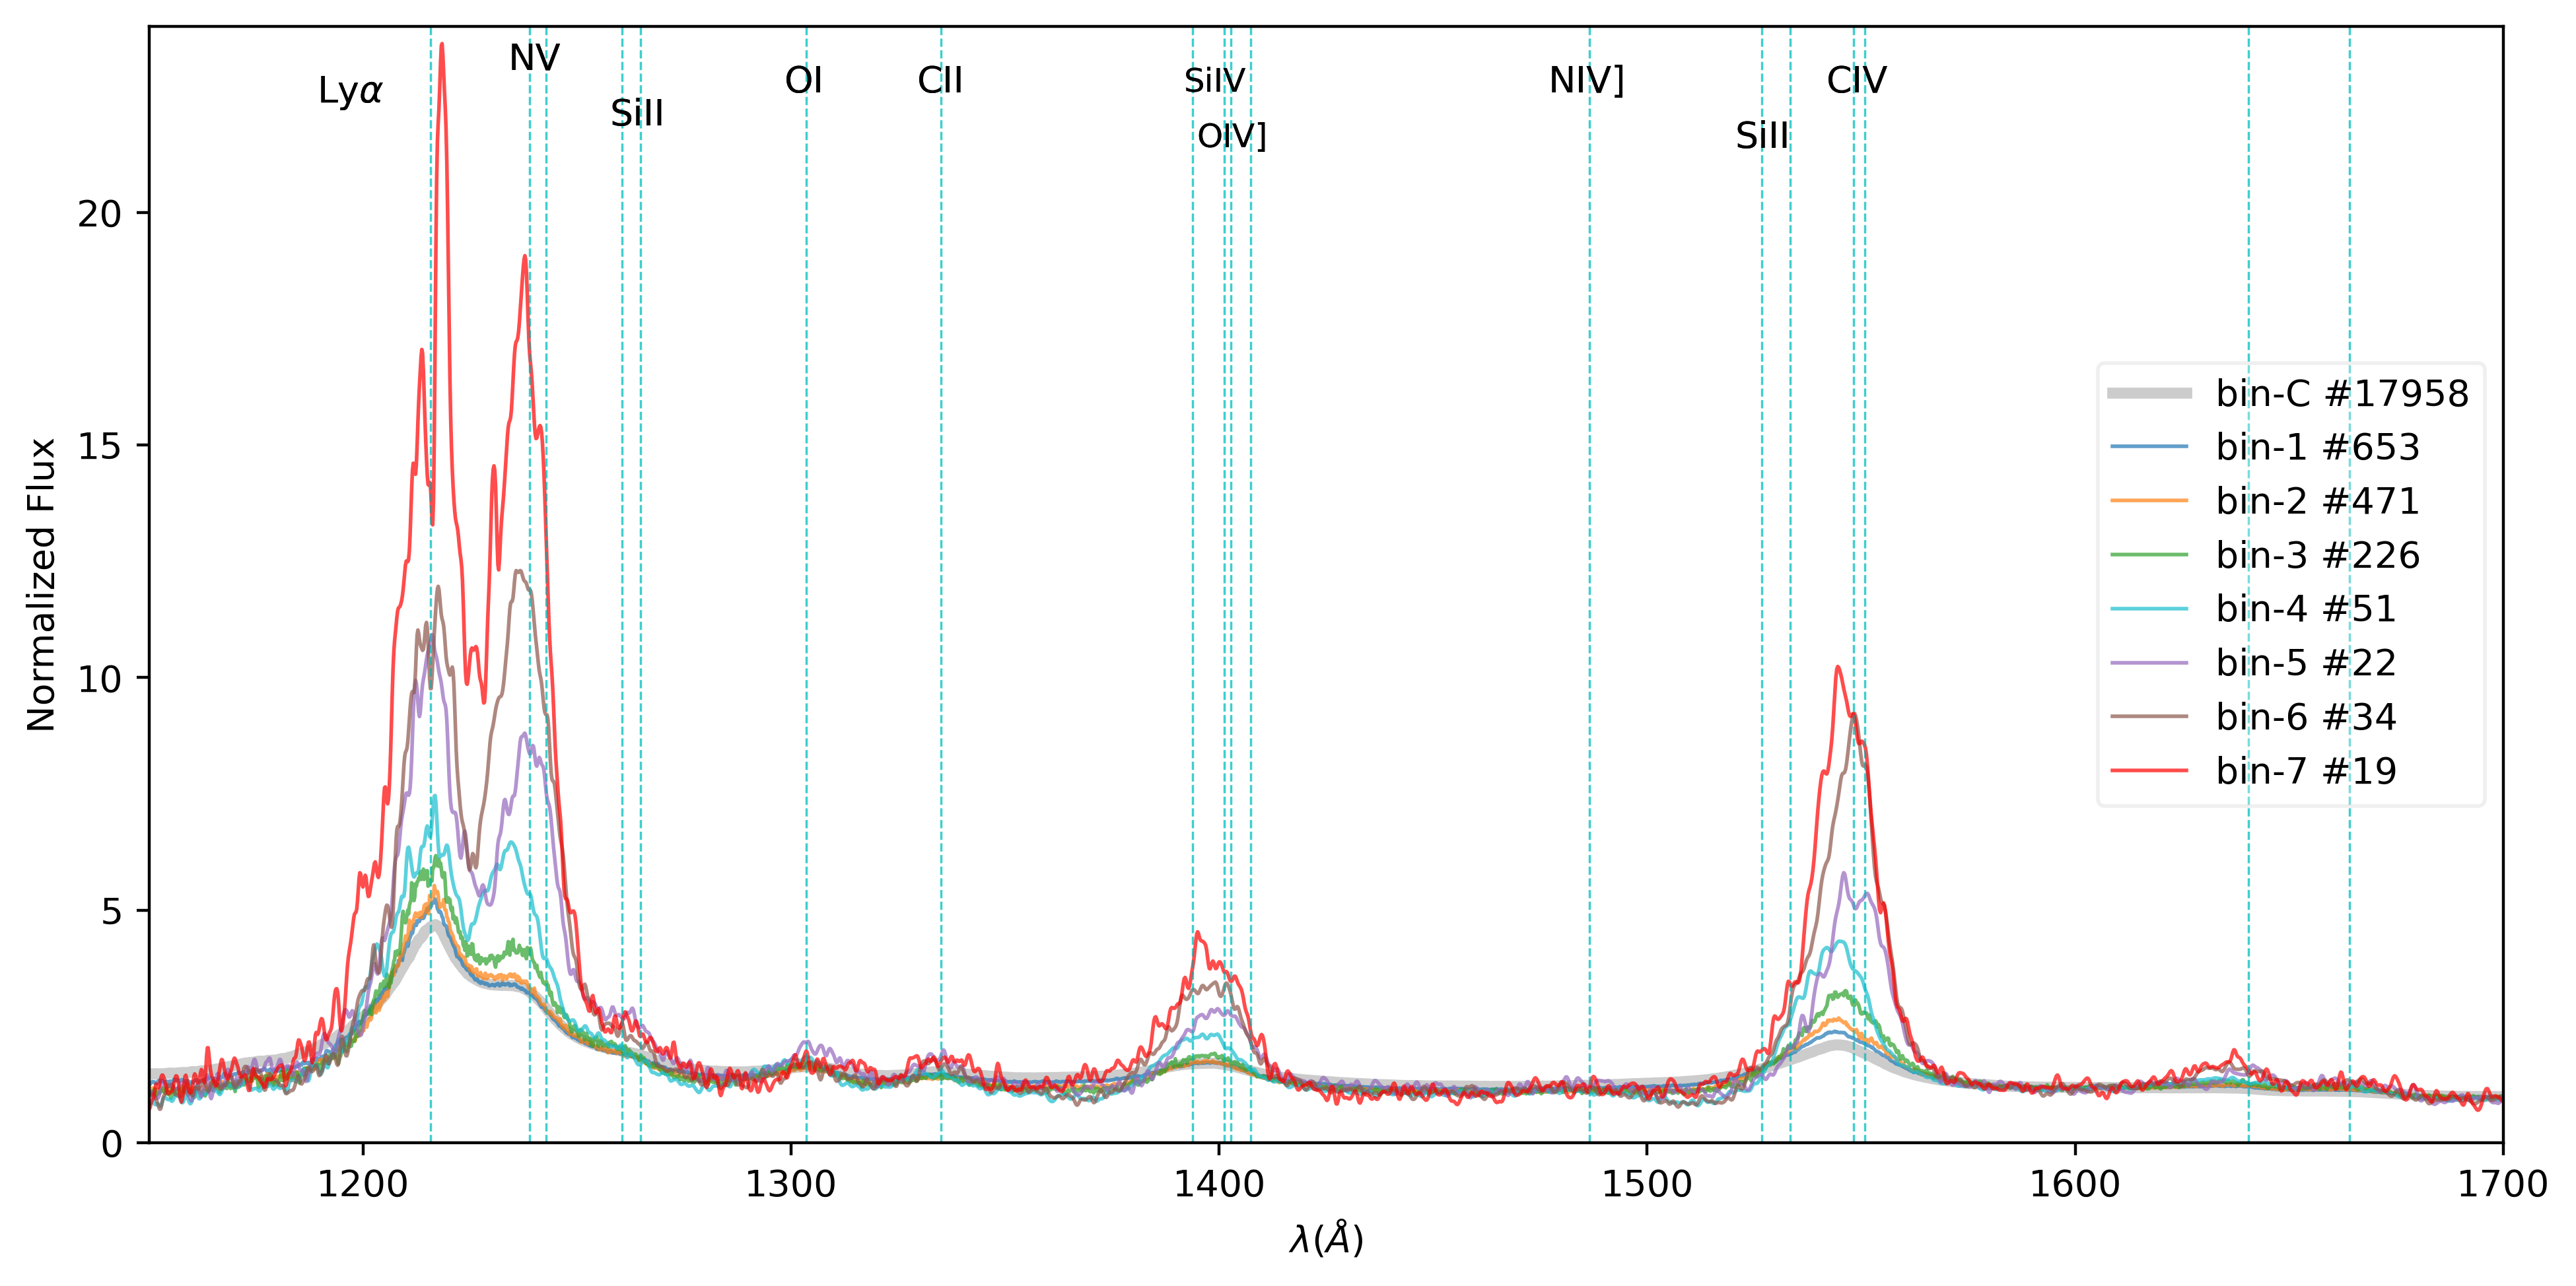 NV
Lyα
OI
CII
SiIV
NIV]
CIV
SiII
OIV]
SiII
20
15
10
5
0
Normalized Flux
bin-C #17958
bin-1 #653
bin-2 #471
bin-3 #226
bin-4 #51
bin-5 #22
bin-6 #34
bin-7 #19
1200
1300
1400
1500
1600
1700
λ(Å)